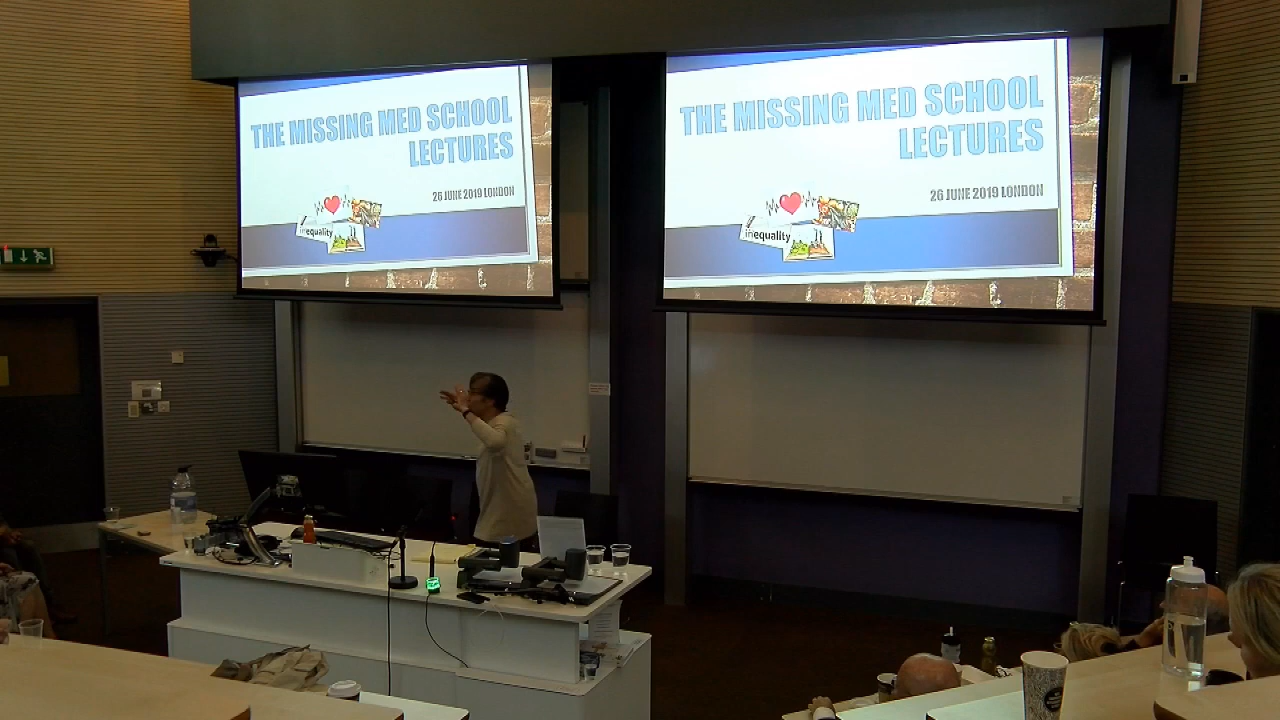 THE MISSING MED SCHOOL
LECTURES
26 JUNE 2019 LONDON
inequality
THE MISSING MED SCHOOL
LECTURES
26 JUNE 2019 LONDON
inequality